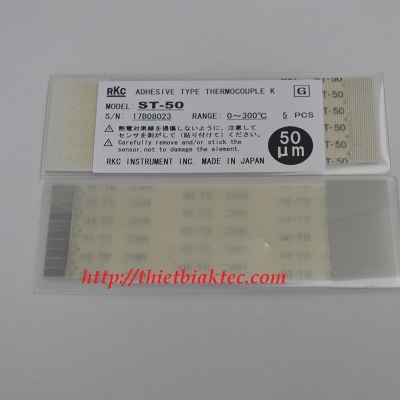 RKC ADHESIVE TYPE THERMOCOUPLE K G
MODEL: ST-50
S/N: 17B08023 RANGE: 0～300℃ 5 PCS
⚠ 熱電対素線を損傷しないように、注意して
センサを剥がして（貼り付けて）ください。
⚠ Carefully remove and/or stick the
sensor,not to damage the element.
50
μm
RKC INSTRUMENT INC. MADE IN JAPAN
ST-50
ST-50
ST-50
ST-50
http://thietbiaktec.com